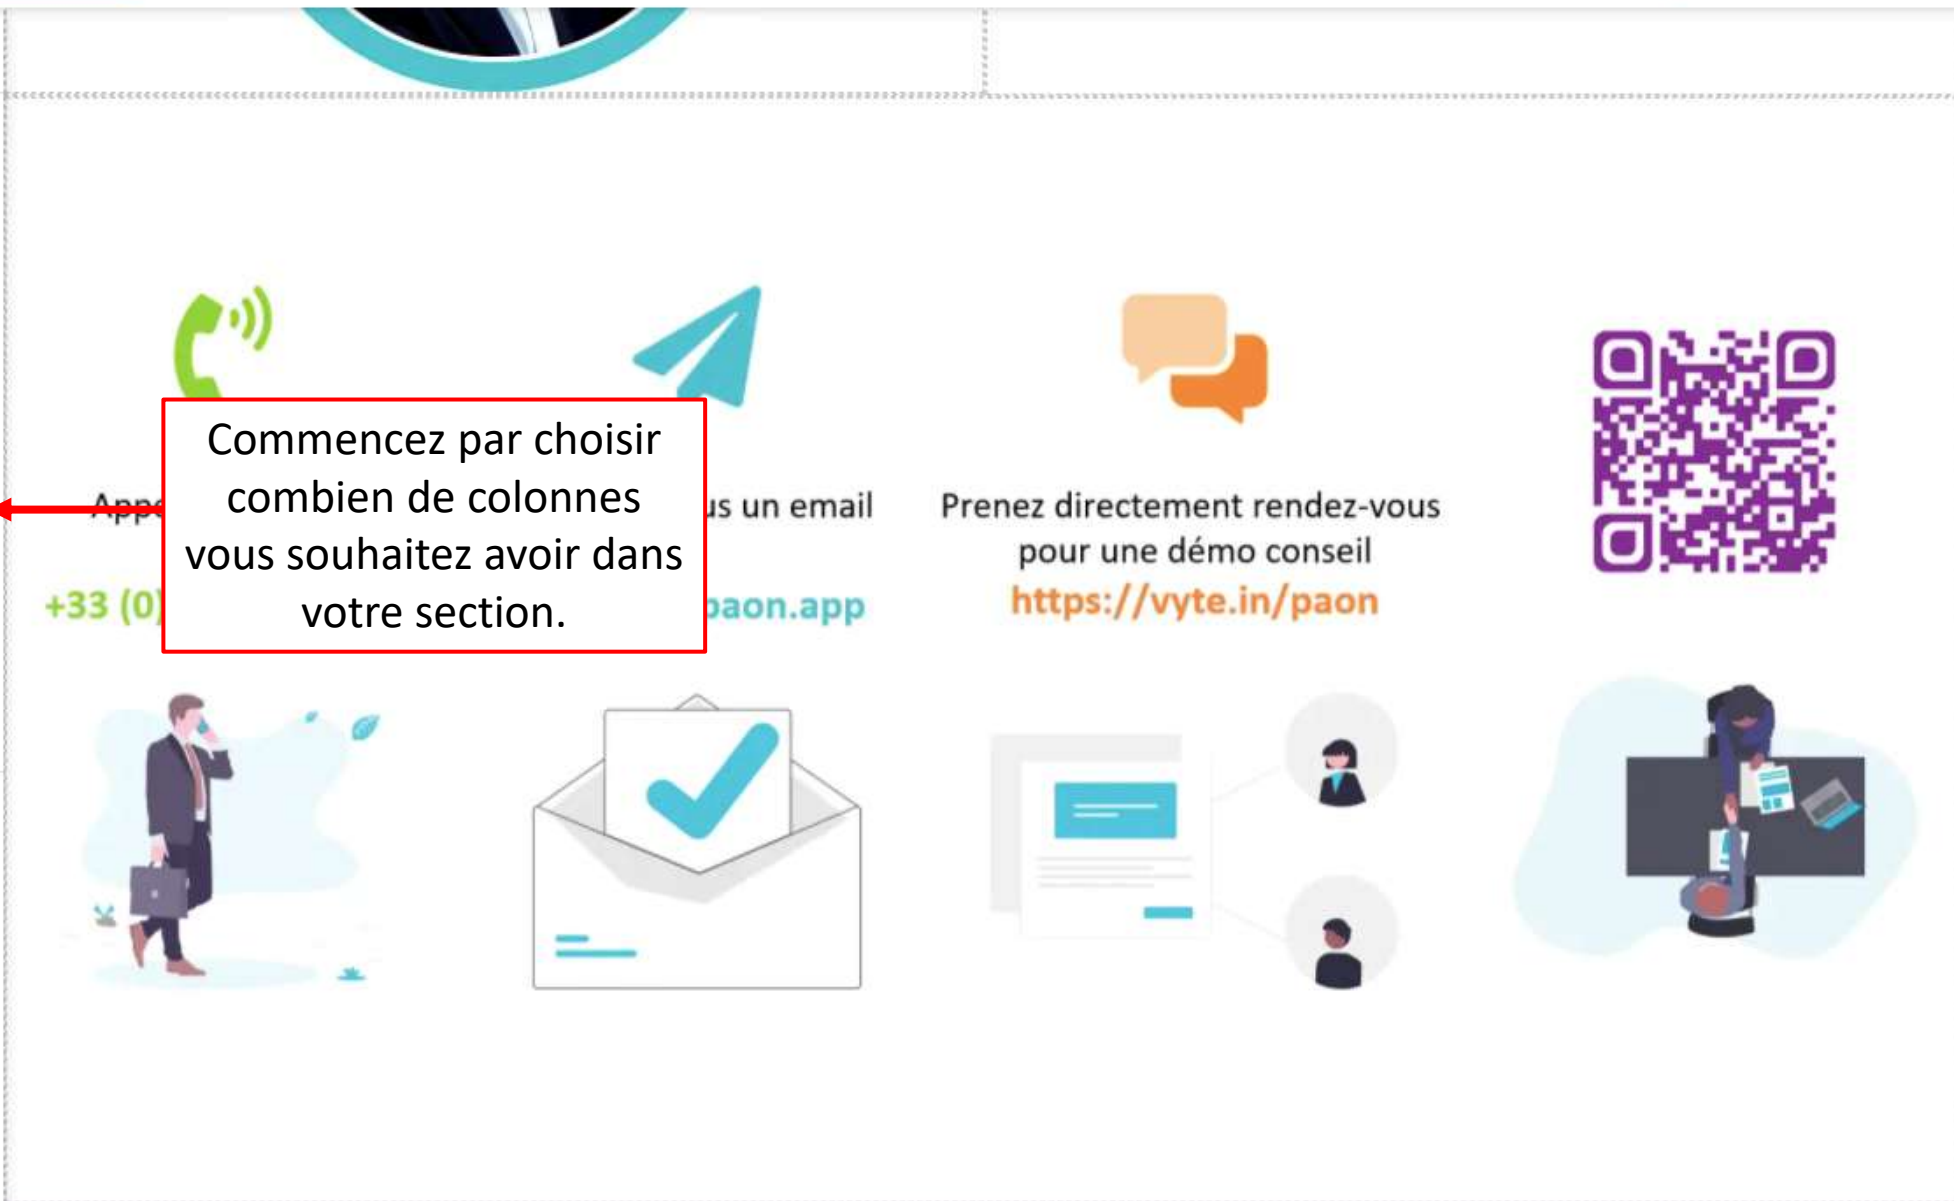 Commencez par choisir
combien de colonnes
vous souhaitez avoir dans
votre section.
un email
+33 (0)
paon.app
Prenez directement rendez-vous
pour une démo conseil
https://vyte.in/paon